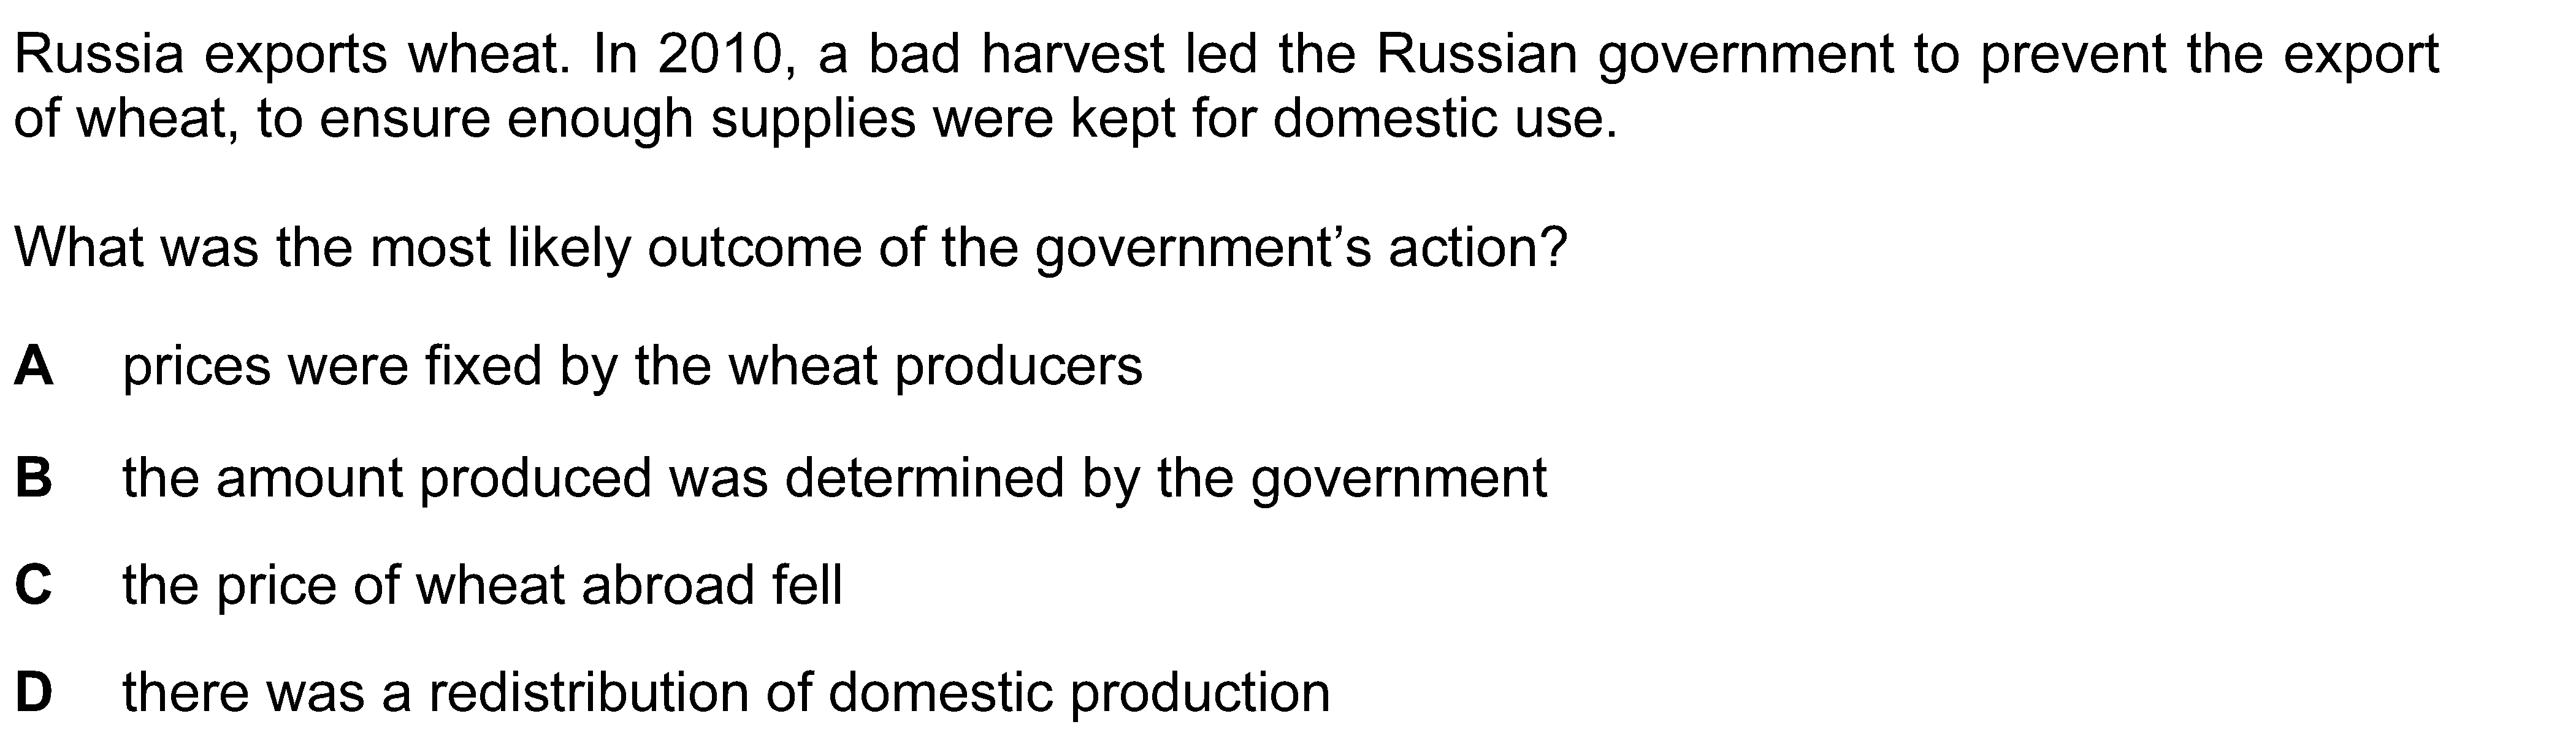 Russia exports wheat. In 2010, a bad harvest led the Russian government to prevent the export
of wheat, to ensure enough supplies were kept for domestic use.
What was the most likely outcome of the government’s action?
A prices were fixed by the wheat producers
B the amount produced was determined by the government
C the price of wheat abroad fell
D there was a redistribution of domestic production